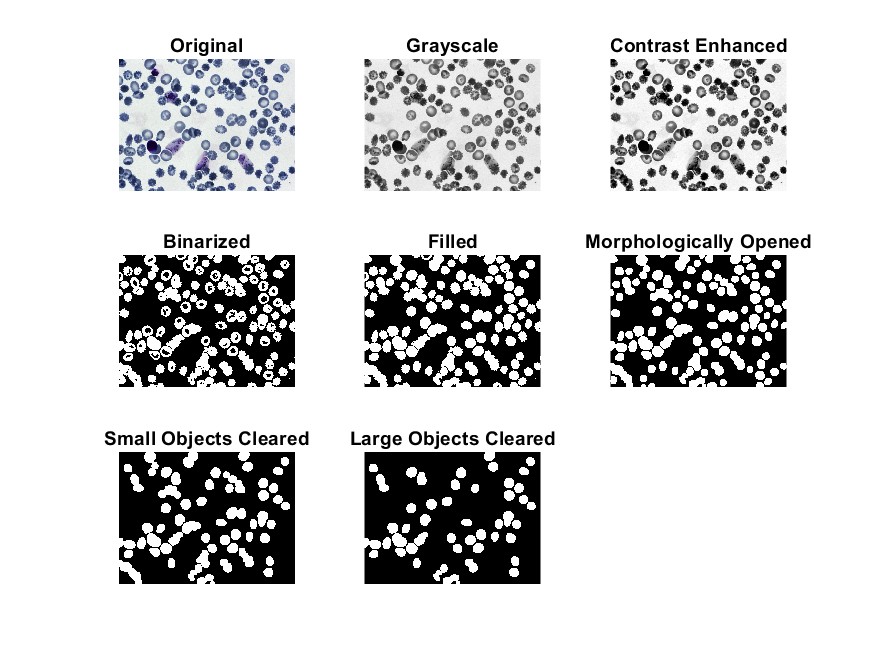 Original
Grayscale
Contrast Enhanced
Binarized
Filled
Morphologically Opened
Small Objects Cleared
Large Objects Cleared